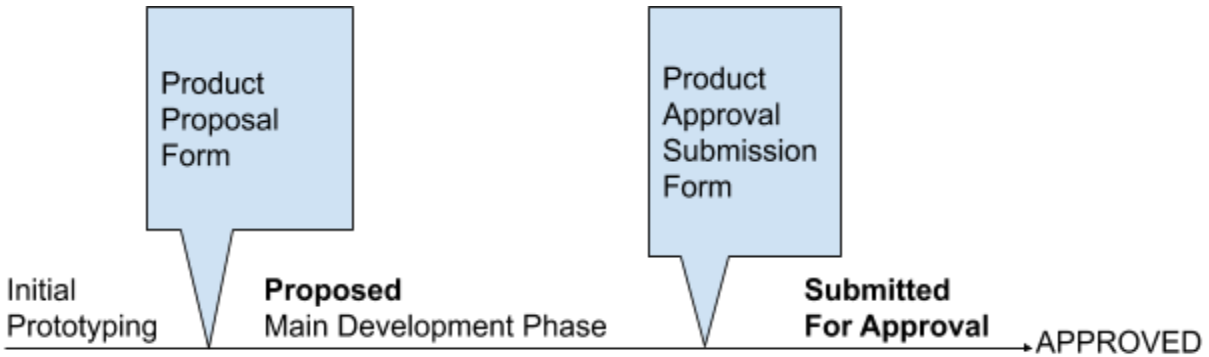 Product
Proposal
Form
Product
Approval
Submission
Form
Initial
Prototyping
Proposed
Main Development Phase
Submitted
For Approval
APPROVED